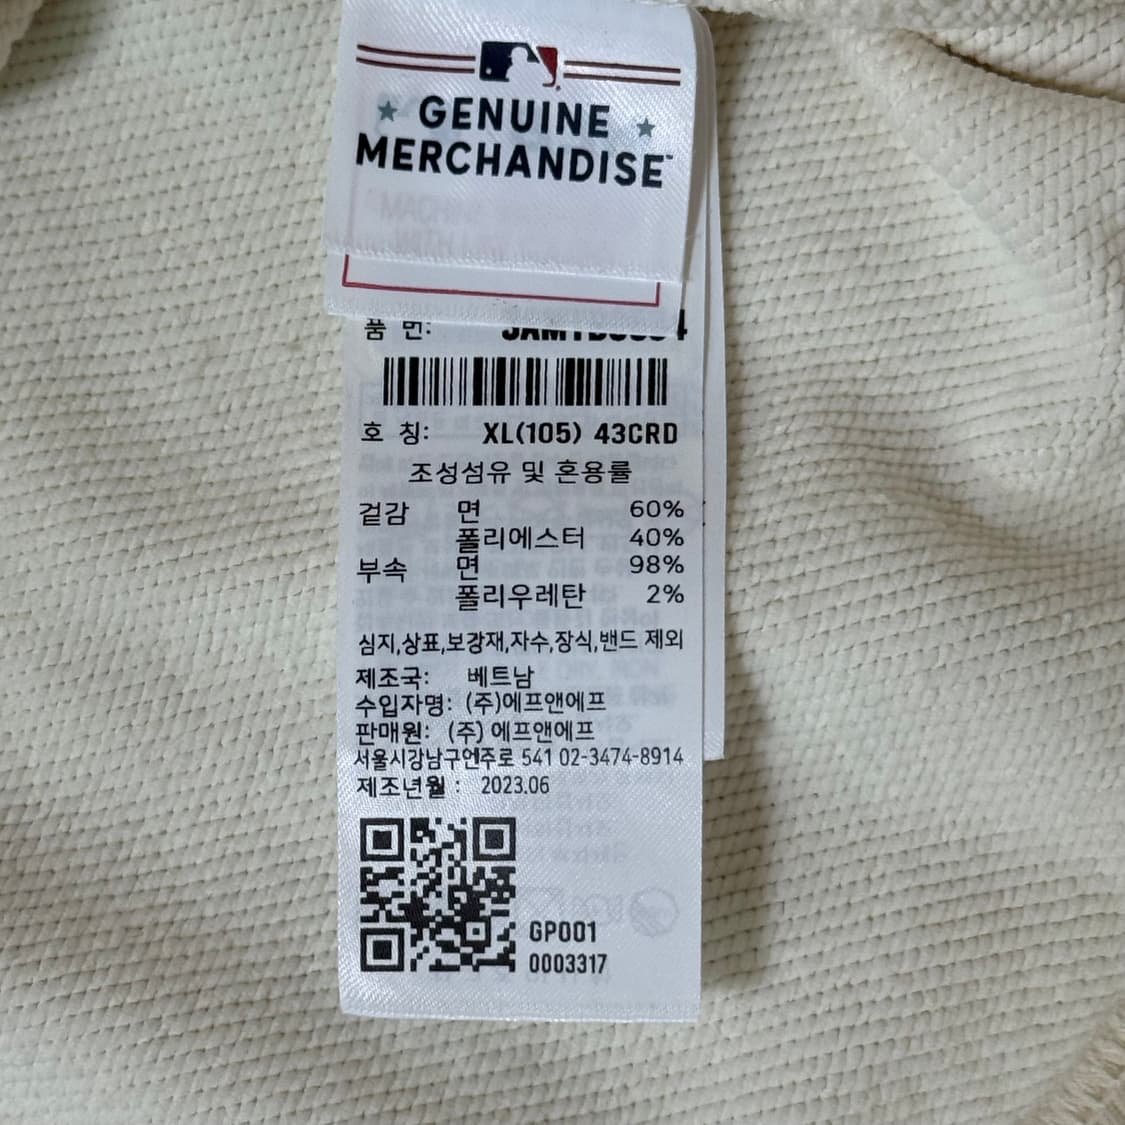 GENUINE
MERCHANDISE™
MACHINE
품 번:
호 칭: XL(105) 43CRD
조성섬유 및 혼용률
겉감 면 60%
폴리에스터 40%
부속 면 98%
폴리우레탄 2%
심지,상표,보강재,자수,장식,밴드 제외
제조국: 베트남
수입자명: (주)에프앤에프
판매원: (주) 에프앤에프
서울시강남구언주로 541 02-3474-8914
제조년월 : 2023.06
GP001
0003317